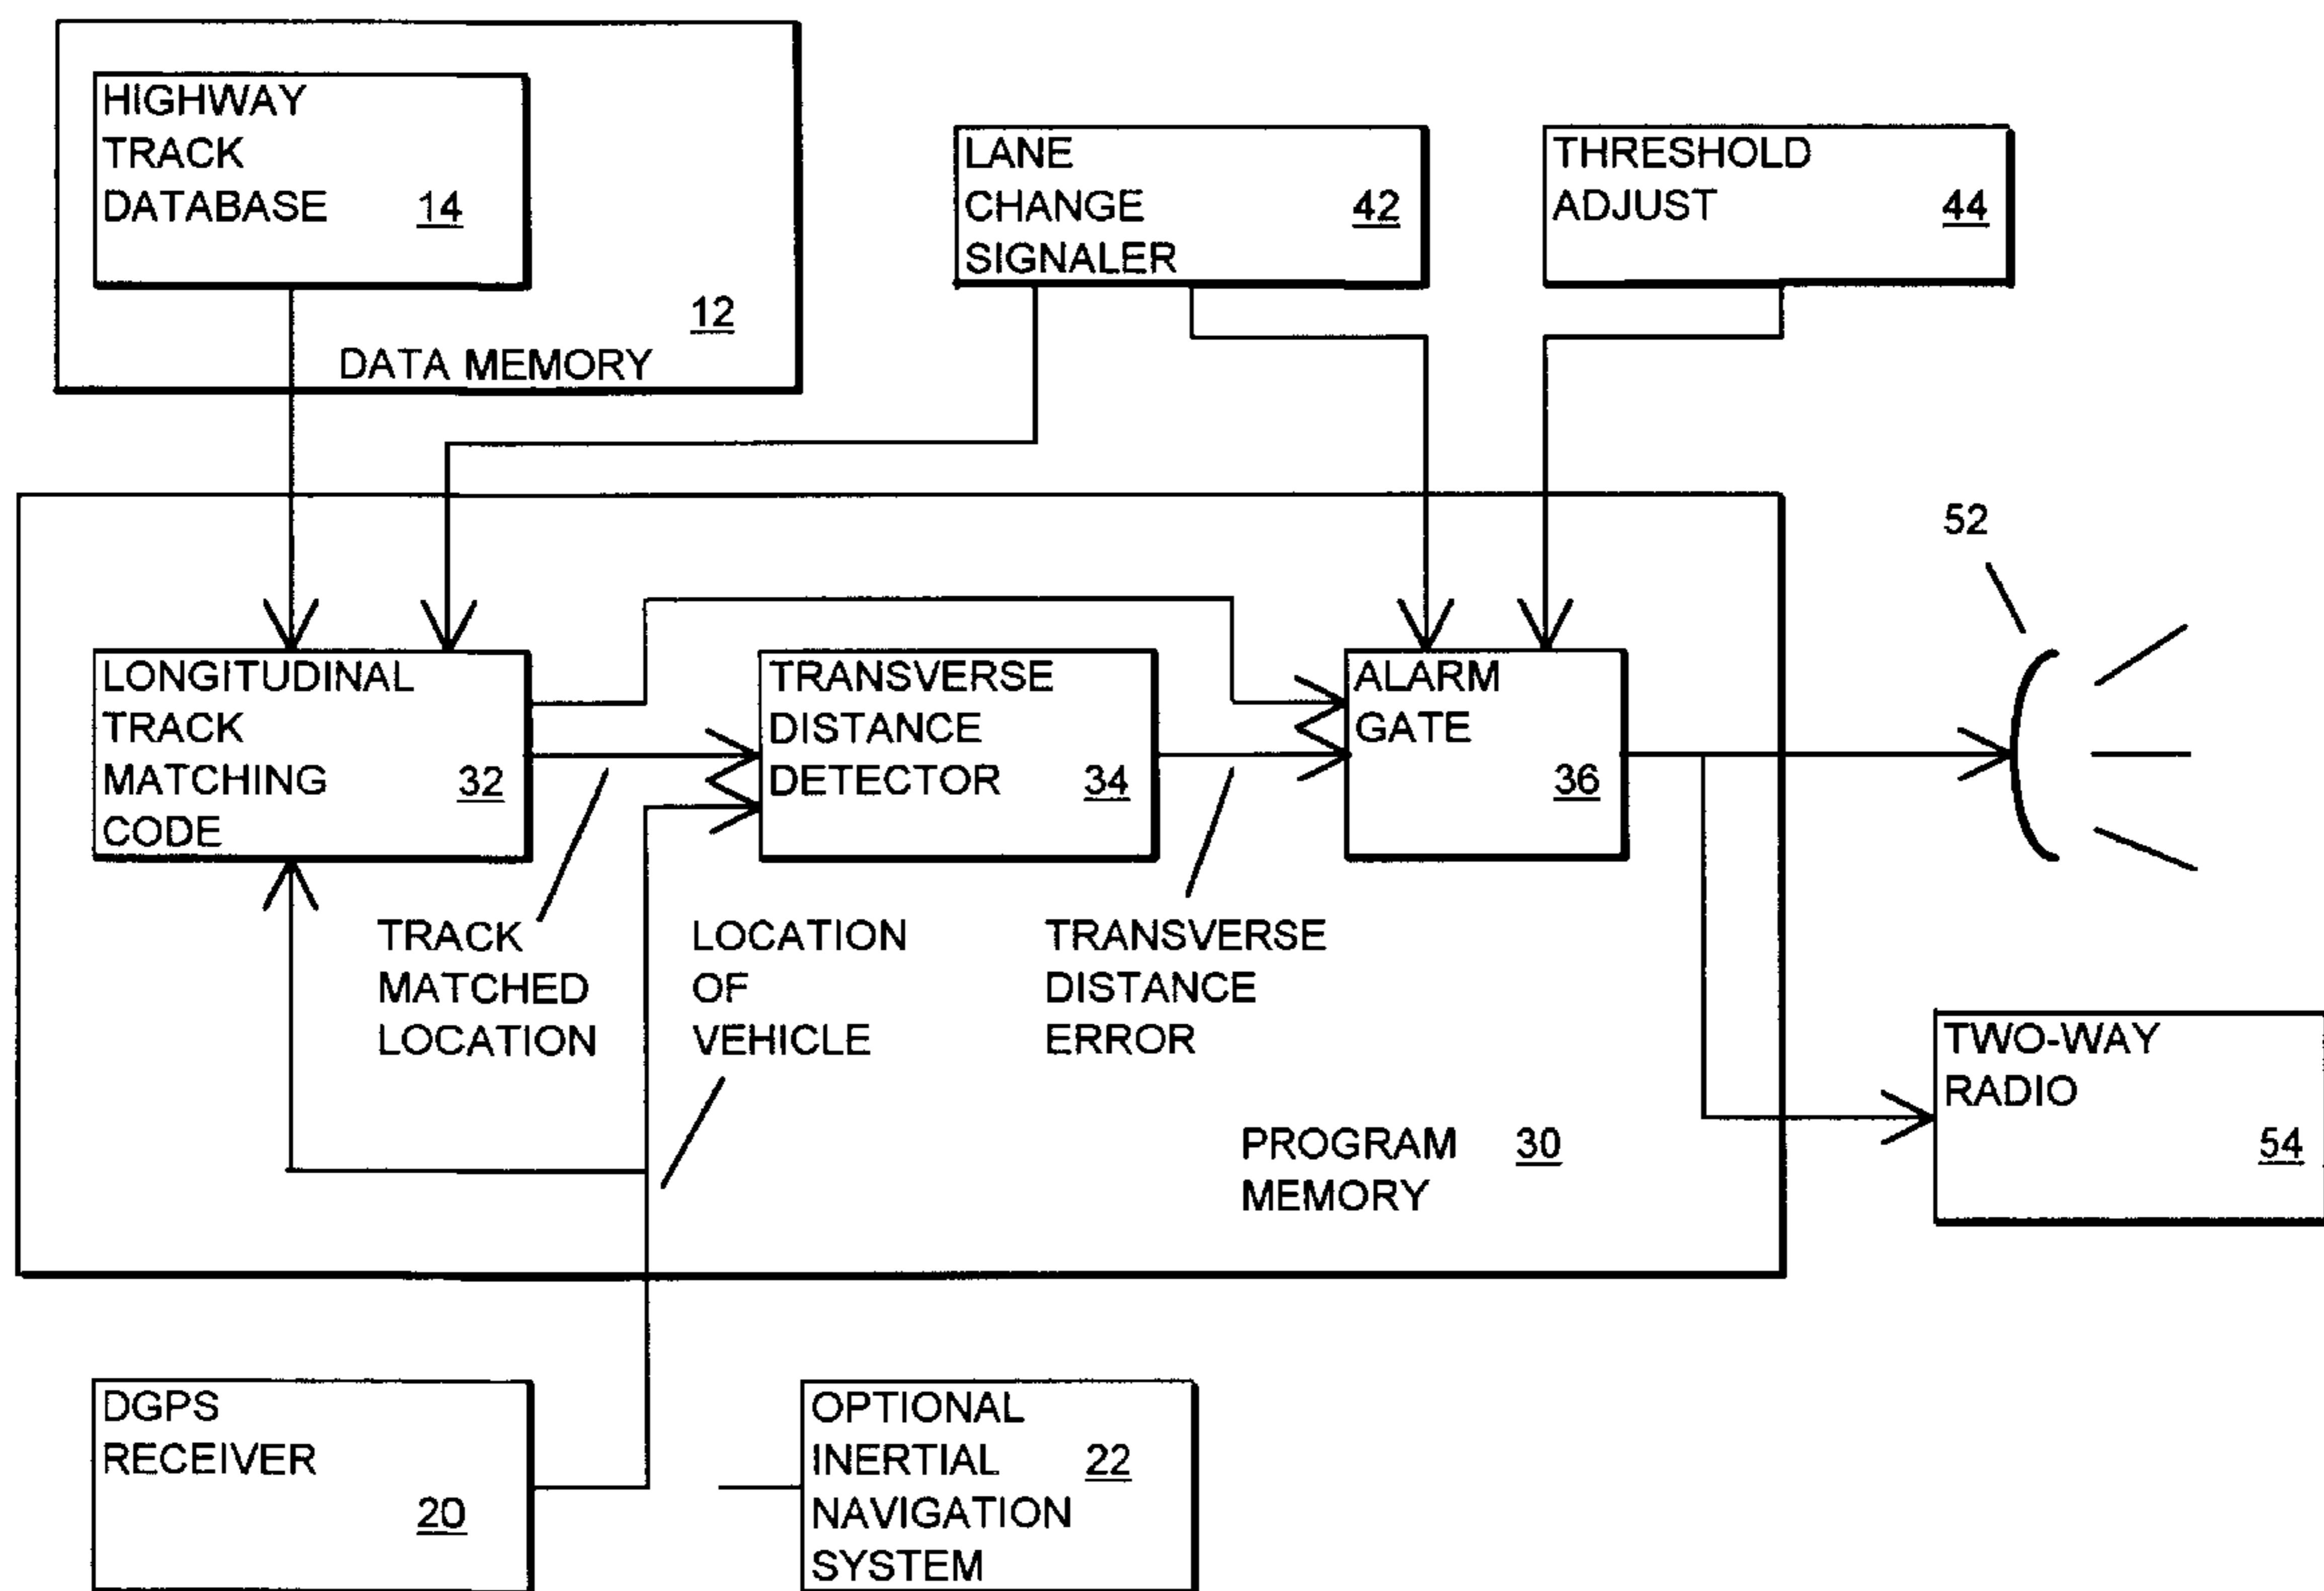 HIGHWAY
TRACK
DATABASE 14
12
DATA MEMORY
LANE
CHANGE 42
SIGNALER
THRESHOLD
ADJUST 44
52
LONGITUDINAL
TRACK
MATCHING 32
CODE
TRANSVERSE
DISTANCE
DETECTOR 34
ALARM
GATE
36
TRACK
MATCHED
LOCATION
LOCATION
OF
VEHICLE
TRANSVERSE
DISTANCE
ERROR
PROGRAM 30
MEMORY
TWO-WAY
RADIO
54
DGPS
RECEIVER
20
OPTIONAL
INERTIAL 22
NAVIGATION
SYSTEM